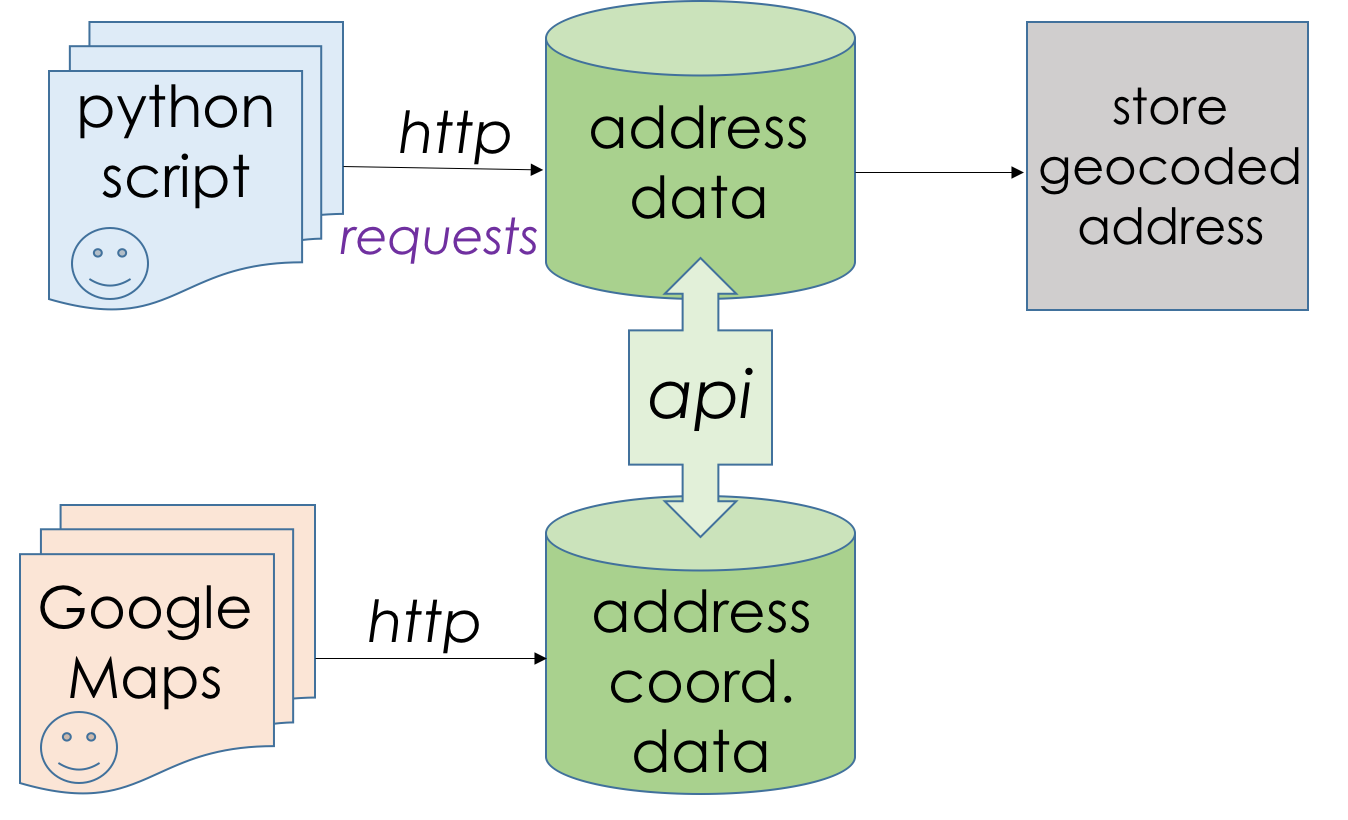 python
script
http
requests
address
data
store
geocoded
address
api
Google
Maps
http
address
coord.
data